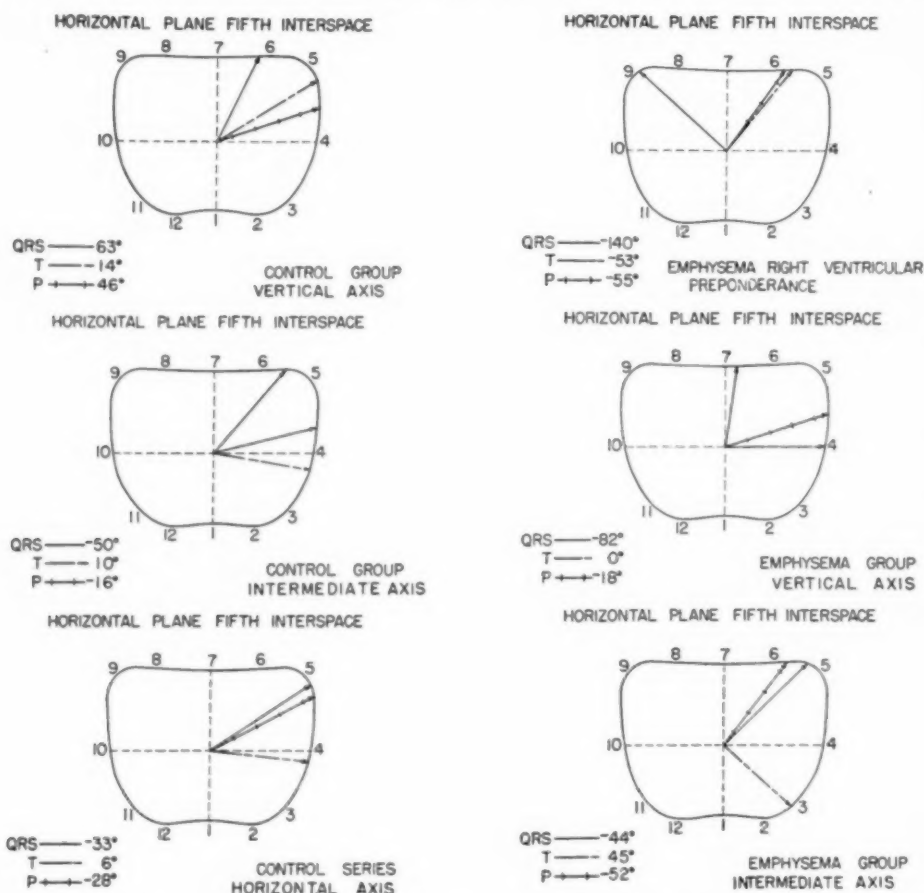 HORIZONTAL PLANE FIFTH INTERSPACE
9 8 7 6 5
10 4
11 12 1 2 3
QRS 63°
T 14°
P 46°
CONTROL GROUP
VERTICAL AXIS
HORIZONTAL PLANE FIFTH INTERSPACE
9 8 7 6 5
10 4
11 12 1 2 3
QRS -140°
T -53°
P -55°
EMPHYSEMA RIGHT VENTRICULAR
PREPONDERANCE
HORIZONTAL PLANE FIFTH INTERSPACE
9 8 7 6 5
10 4
11 12 1 2 3
QRS -50°
T 10°
P -16°
CONTROL GROUP
INTERMEDIATE AXIS
HORIZONTAL PLANE FIFTH INTERSPACE
9 8 7 6 5
10 4
11 12 1 2 3
QRS -82°
T 0°
P -18°
EMPHYSEMA GROUP
VERTICAL AXIS
HORIZONTAL PLANE FIFTH INTERSPACE
9 8 7 6 5
10 4
11 12 1 2 3
QRS -33°
T 6°
P -28°
CONTROL SERIES
HORIZONTAL AXIS
HORIZONTAL PLANE FIFTH INTERSPACE
9 8 7 6 5
10 4
11 12 1 2 3
QRS -44°
T 45°
P -52°
EMPHYSEMA GROUP
INTERMEDIATE AXIS